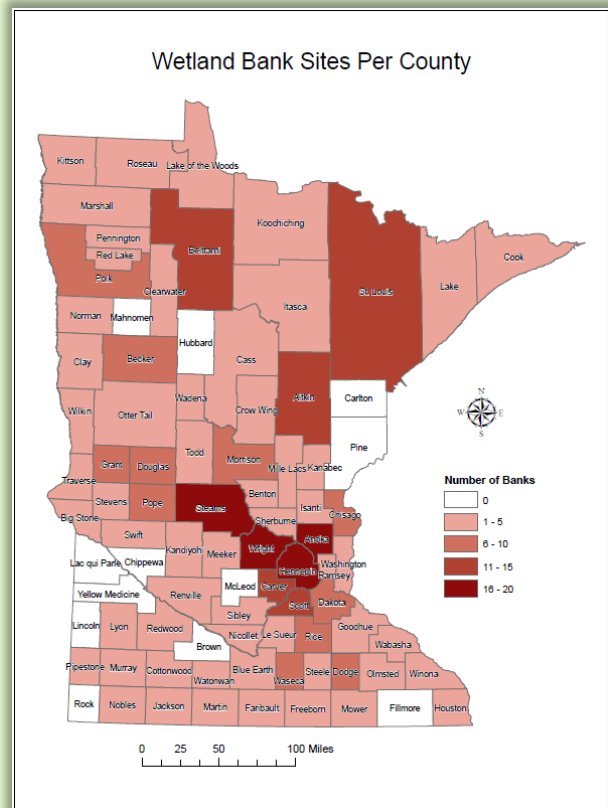 Wetland Bank Sites Per County
Kittson
Roseau
Lake of the Woods
Marshall
Koochiching
Pennington
Beltrami
Red Lake
Cook
Polk
St. Louis
Lake
Clearwater
Itasca
Norman
Mahnomen
Hubbard
Clay
Becker
Cass
Wadena
Aitkin
Carlton
Wilkin
Otter Tail
Crow Wing
N
W
E
S
Pine
Todd
Grant
Douglas
Morrison
Mille Lacs
Kanabec
Traverse
Stevens
Pope
Benton
Big Stone
Stearns
Isanti
Chisago
Sherburne
Swift
Anoka
Kandiyohi
Meeker
Wright
Washington
Lac qui Parle
Chippewa
Hennepin
Ramsey
McLeod
Carver
Yellow Medicine
Renville
Scott
Dakota
Sibley
Lincoln
Lyon
Redwood
Nicollet
Le Sueur
Rice
Goodhue
Wabasha
Brown
Pipestone
Murray
Cottonwood
Watonwan
Blue Earth
Waseca
Steele
Dodge
Olmsted
Winona
Rock
Nobles
Jackson
Martin
Faribault
Freeborn
Mower
Fillmore
Houston
Number of Banks
0
1 - 5
6 - 10
11 - 15
16 - 20
0 25 50 100 Miles